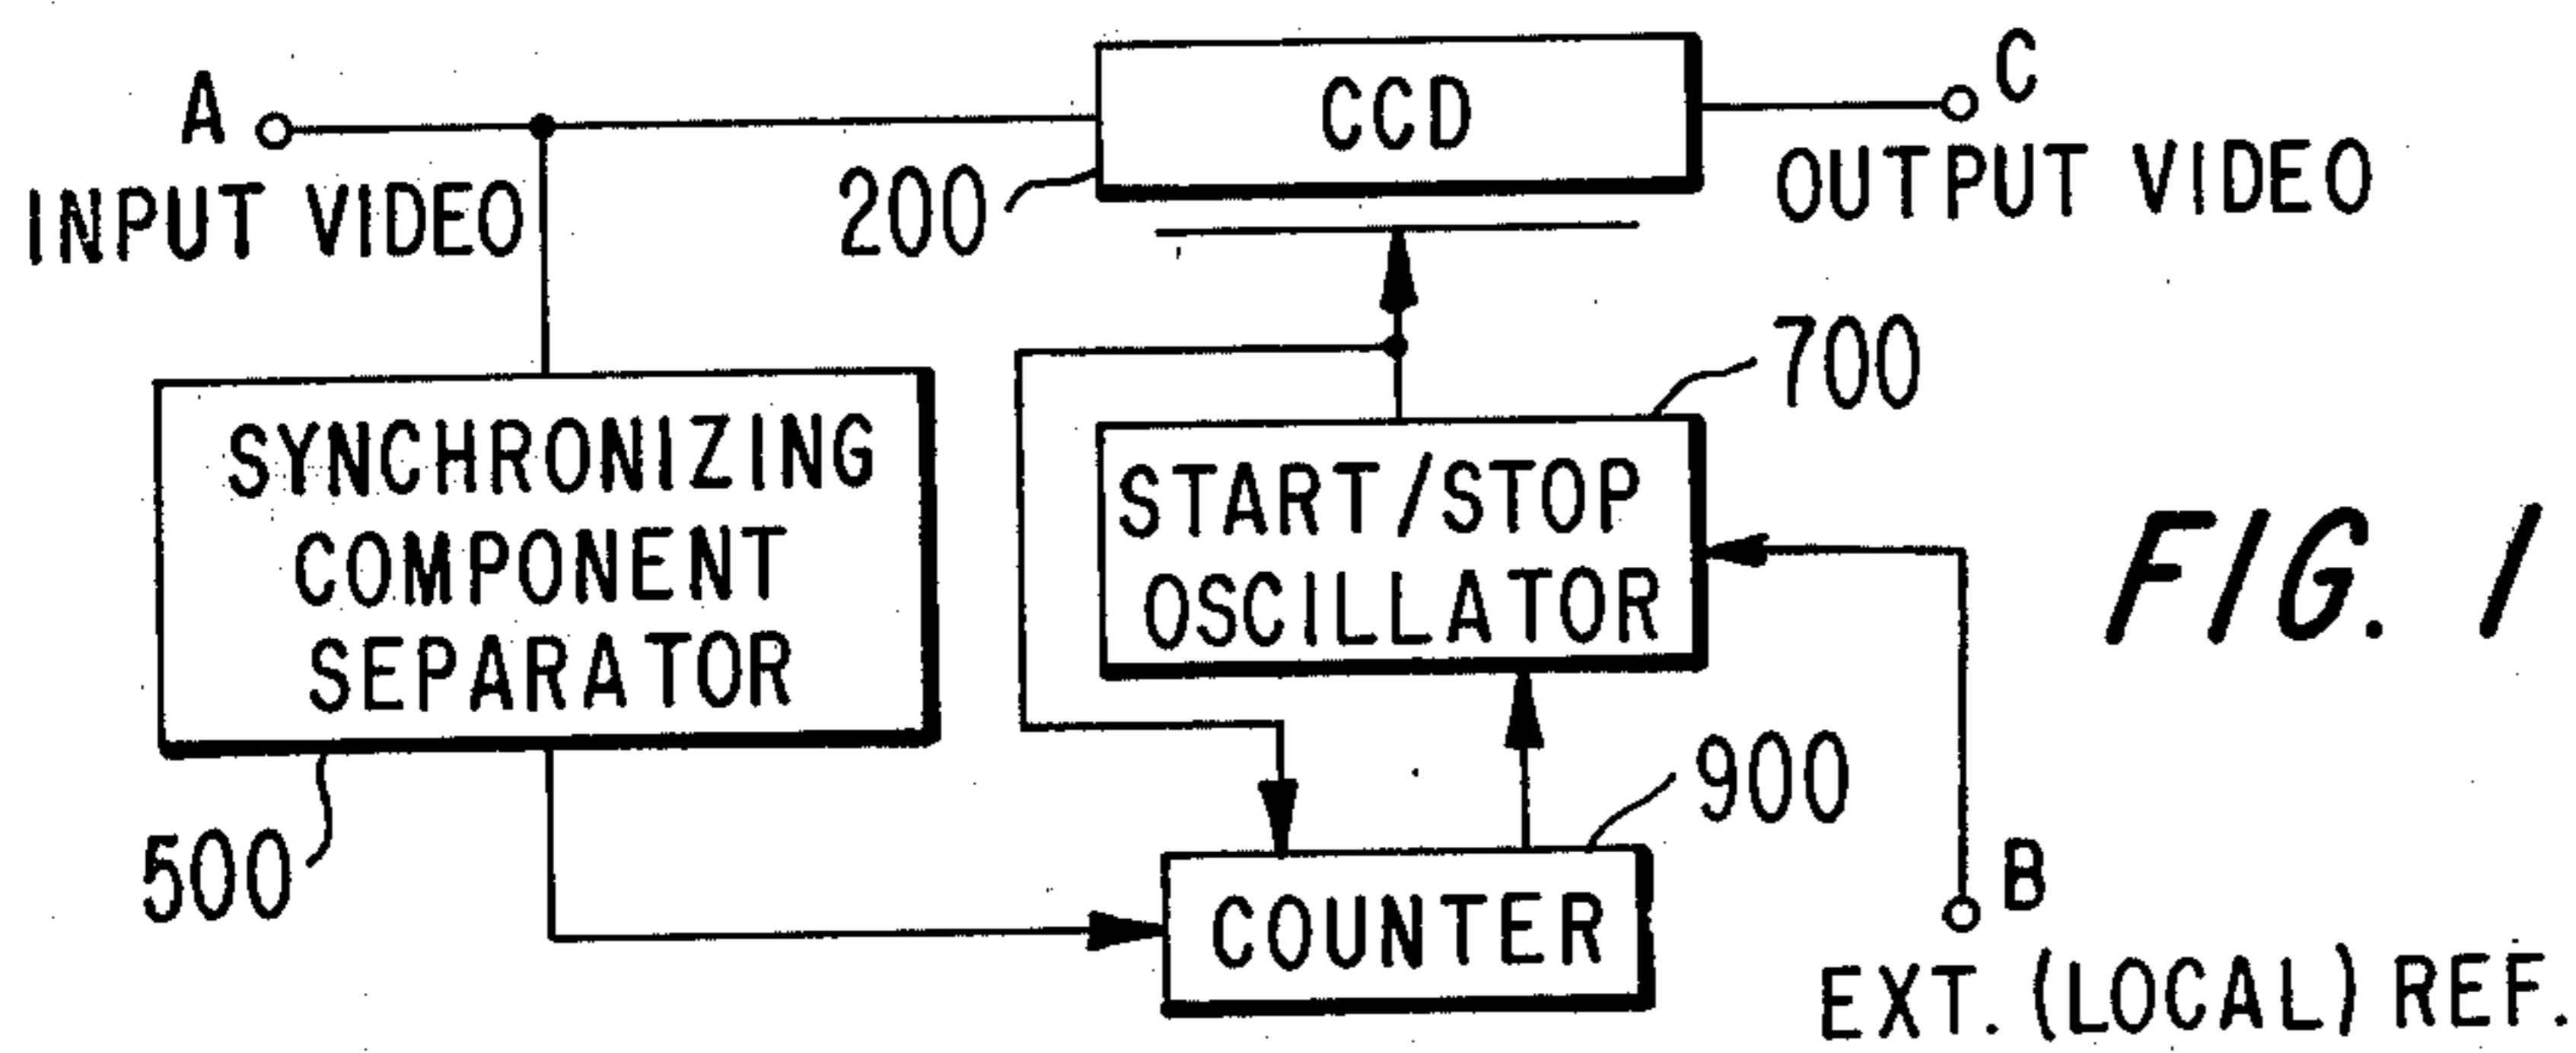 A
INPUT VIDEO
CCD
200
C
OUTPUT VIDEO
SYNCHRONIZING
COMPONENT
SEPARATOR
500
700
START/STOP
OSCILLATOR
FIG. 1
900
COUNTER
B
EXT. (LOCAL) REF.